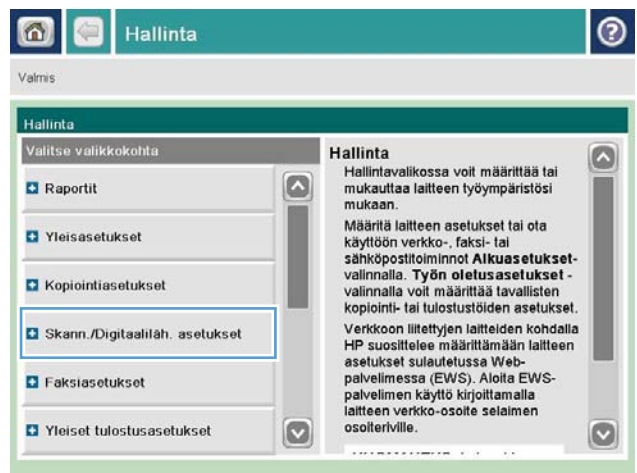 Hallinta
?
Valmis
Hallinta
Valitse valikkokohta
Raportit
Yleisasetukset
Kopiointiasetukset
Skann./Digitaaliläh. asetukset
Faksiasetukset
Yleiset tulostusasetukset
Hallinta
Hallintavalikossa voit määrittää tai
mukauttaa laitteen työympäristösi
mukaan.
Määritä laitteen asetukset tai ota
käyttöön verkko-, faksi- tai
sähköpostitoiminnot Alkuasetukset-
valinnalla. Työn oletusasetukset -
valinnalla voit määrittää tavallisten
kopiointi- tai tulostustöiden asetukset.
Verkkoon liitettyjen laitteiden kohdalla
HP suosittelee määrittämään laitteen
asetukset sulautetussa Web-
palvelimessa (EWS). Aloita EWS-
palvelimen käyttö kirjoittamalla
laitteen verkko-osoite selaimen
osoiteriville.